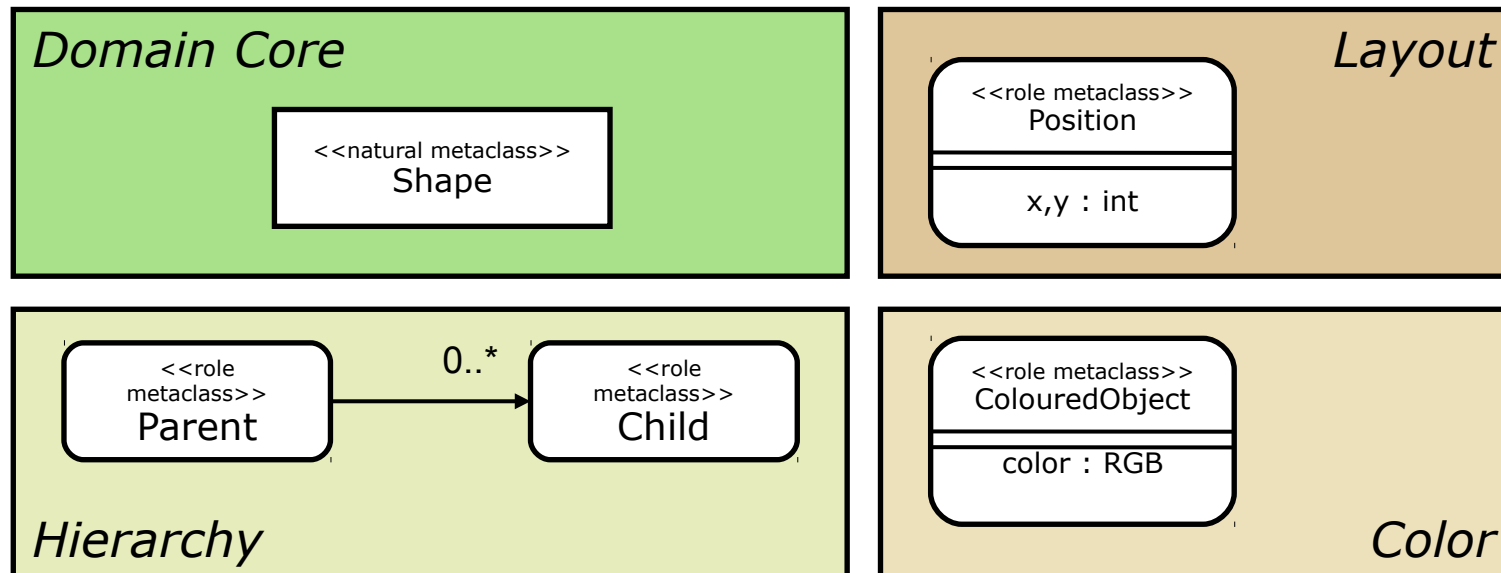 Domain Core
<<natural metaclass>>
Shape
Layout
<<role metaclass>>
Position
x,y : int
<<role
metaclass>>
Parent
0..*
<<role
metaclass>>
Child
Hierarchy
<<role metaclass>>
ColouredObject
color : RGB
Color